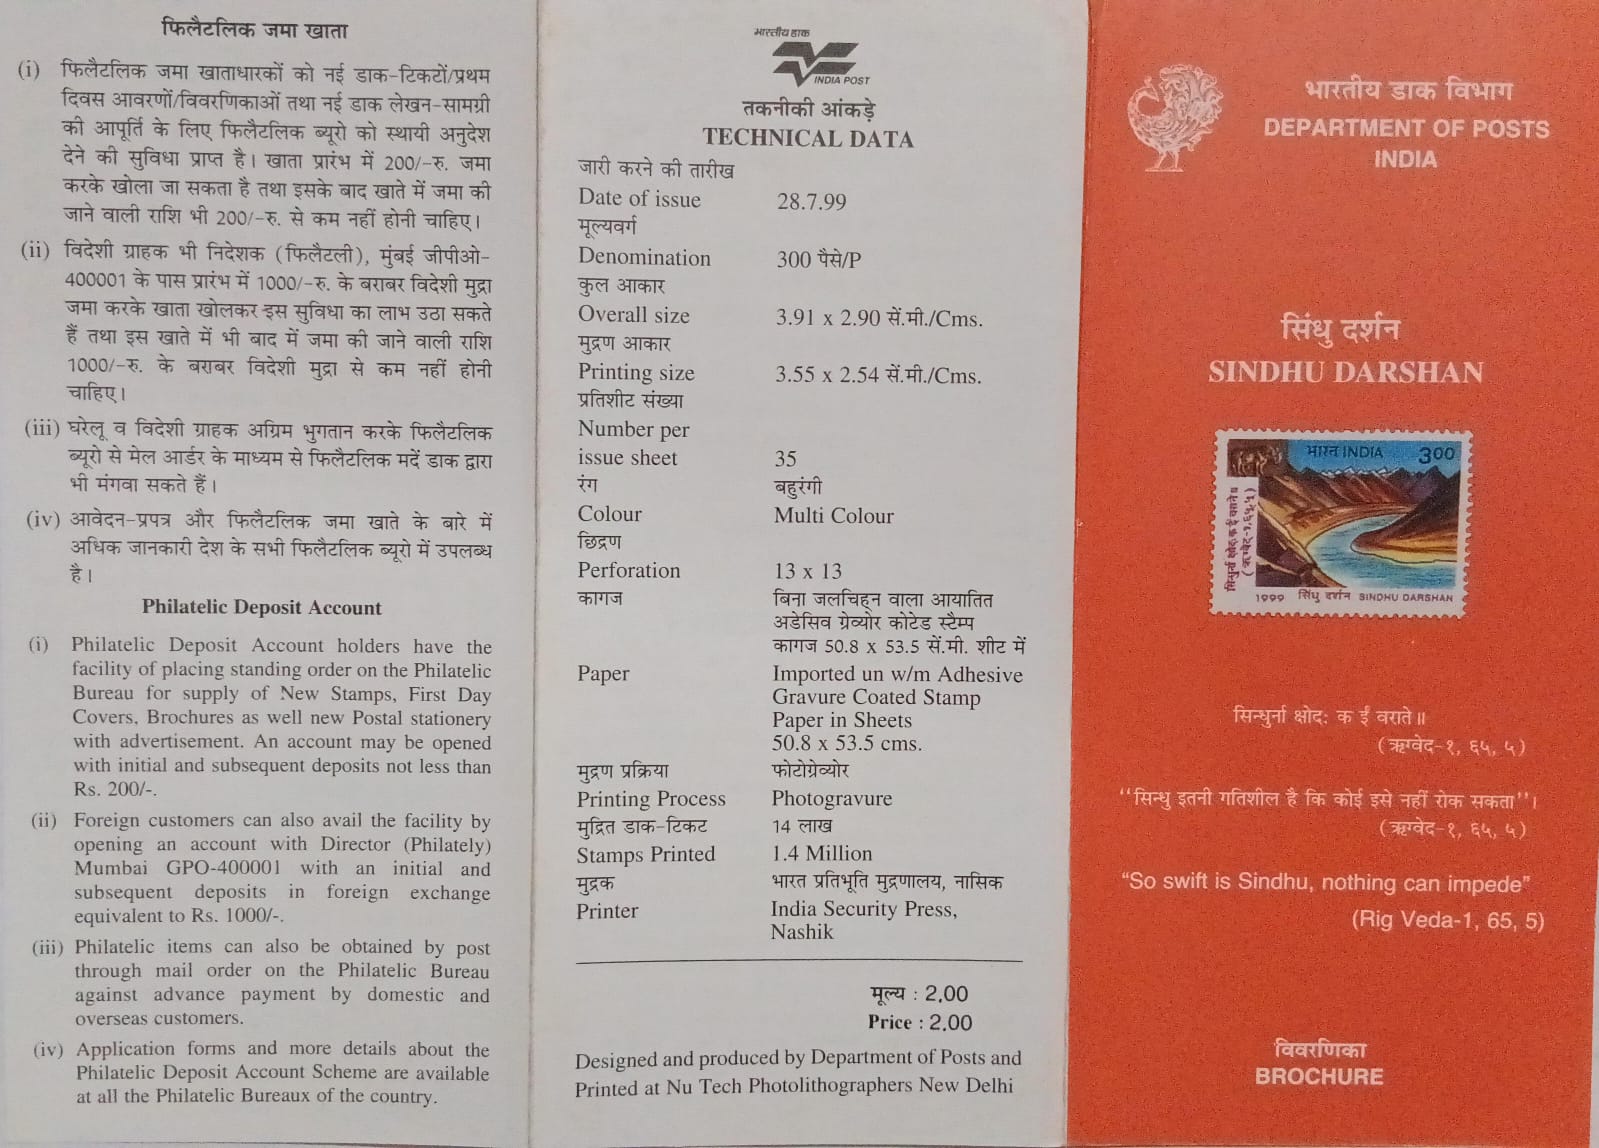 फिलैटलिक जमा खाता
(i) फिलैटलिक जमा खाताधारकों को नई डाक-टिकटों/प्रथम
दिवस आवरणों/विवरणिकाओं तथा नई डाक लेखन-सामग्री
की आपूर्ति के लिए फिलैटलिक ब्यूरो को स्थायी अनुदेश
देने की सुविधा प्राप्त है। खाता प्रारंभ में 200/-रु. जमा
करके खोला जा सकता है तथा इसके बाद खाते में जमा की
जाने वाली राशि भी 200/-रु. से कम नहीं होनी चाहिए।
(ii) विदेशी ग्राहक भी निदेशक (फिलैटली), मुंबई जीपीओ-
400001 के पास प्रारंभ में 1000/-रु. के बराबर विदेशी मुद्रा
जमा करके खाता खोलकर इस सुविधा का लाभ उठा सकते
हैं तथा इस खाते में भी बाद में जमा की जाने वाली राशि
1000/-रु. के बराबर विदेशी मुद्रा से कम नहीं होनी
चाहिए।
(iii) घरेलू व विदेशी ग्राहक अग्रिम भुगतान करके फिलैटलिक
ब्यूरो से मेल आर्डर के माध्यम से फिलैटलिक मदें डाक द्वारा
भी मंगवा सकते हैं।
(iv) आवेदन-प्रपत्र और फिलैटलिक जमा खाते के बारे में
अधिक जानकारी देश के सभी फिलैटलिक ब्यूरो में उपलब्ध
है।
Philatelic Deposit Account
(i) Philatelic Deposit Account holders have the
facility of placing standing order on the Philatelic
Bureau for supply of New Stamps, First Day
Covers, Brochures as well new Postal stationery
with advertisement. An account may be opened
with initial and subsequent deposits not less than
Rs. 200/-.
(ii) Foreign customers can also avail the facility by
opening an account with Director (Philately)
Mumbai GPO-400001 with an initial and
subsequent deposits in foreign exchange
equivalent to Rs. 1000/-.
(iii) Philatelic items can also be obtained by post
through mail order on the Philatelic Bureau
against advance payment by domestic and
overseas customers.
(iv) Application forms and more details about the
Philatelic Deposit Account Scheme are available
at all the Philatelic Bureaux of the country.
भारतीय डाक
INDIA POST
तकनीकी आंकड़े
TECHNICAL DATA
जारी करने की तारीख
Date of issue 28.7.99
मूल्यवर्ग
Denomination 300 पैसे/P
कुल आकार
Overall size 3.91 x 2.90 सें.मी./Cms.
मुद्रण आकार
Printing size 3.55 x 2.54 सें.मी./Cms.
प्रतिशीट संख्या
Number per
issue sheet 35
रंग बहुरंगी
Colour Multi Colour
छिद्रण
Perforation 13 x 13
कागज बिना जलचिह्न वाला आयातित
अडेसिव ग्रेव्योर कोटेड स्टैम्प
कागज 50.8 x 53.5 सें.मी. शीट में
Paper Imported un w/m Adhesive
Gravure Coated Stamp
Paper in Sheets
50.8 x 53.5 cms.
मुद्रण प्रक्रिया फोटोग्रेव्योर
Printing Process Photogravure
मुद्रित डाक-टिकट 14 लाख
Stamps Printed 1.4 Million
मुद्रक भारत प्रतिभूति मुद्रणालय, नासिक
Printer India Security Press,
Nashik
मूल्य : 2.00
Price : 2.00
Designed and produced by Department of Posts and
Printed at Nu Tech Photolithographers New Delhi
भारतीय डाक विभाग
DEPARTMENT OF POSTS
INDIA
सिंधु दर्शन
SINDHU DARSHAN
भारत INDIA 300
सिन्धुर्ना क्षोदः क ईं वराते॥
(ऋग्वेद-१,६५,५)
1999 सिंधु दर्शन SINDHU DARSHAN
सिन्धुर्ना क्षोदः क ईं वराते॥
(ऋग्वेद-१, ६५, ५)
“सिन्धु इतनी गतिशील है कि कोई इसे नहीं रोक सकता”।
(ऋग्वेद-१, ६५, ५)
“So swift is Sindhu, nothing can impede”
(Rig Veda-1, 65, 5)
विवरणिका
BROCHURE